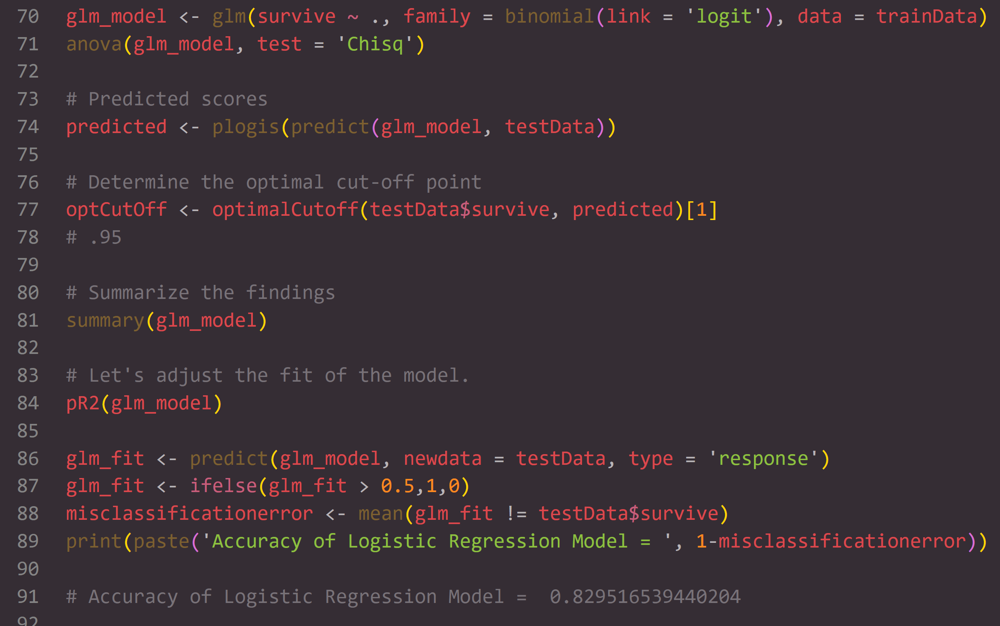 70 glm_model <- glm(survive ~ ., family = binomial(link = 'logit'), data = trainData)
71 anova(glm_model, test = 'Chisq')
72
73 # Predicted scores
74 predicted <- plogis(predict(glm_model, testData))
75
76 # Determine the optimal cut-off point
77 optCutOff <- optimalCutoff(testData$survive, predicted)[1]
78 # .95
79
80 # Summarize the findings
81 summary(glm_model)
82
83 # Let's adjust the fit of the model.
84 pR2(glm_model)
85
86 glm_fit <- predict(glm_model, newdata = testData, type = 'response')
87 glm_fit <- ifelse(glm_fit > 0.5,1,0)
88 misclassificationerror <- mean(glm_fit != testData$survive)
89 print(paste('Accuracy of Logistic Regression Model = ', 1-misclassificationerror))
90
91 # Accuracy of Logistic Regression Model =  0.829516539440204
92